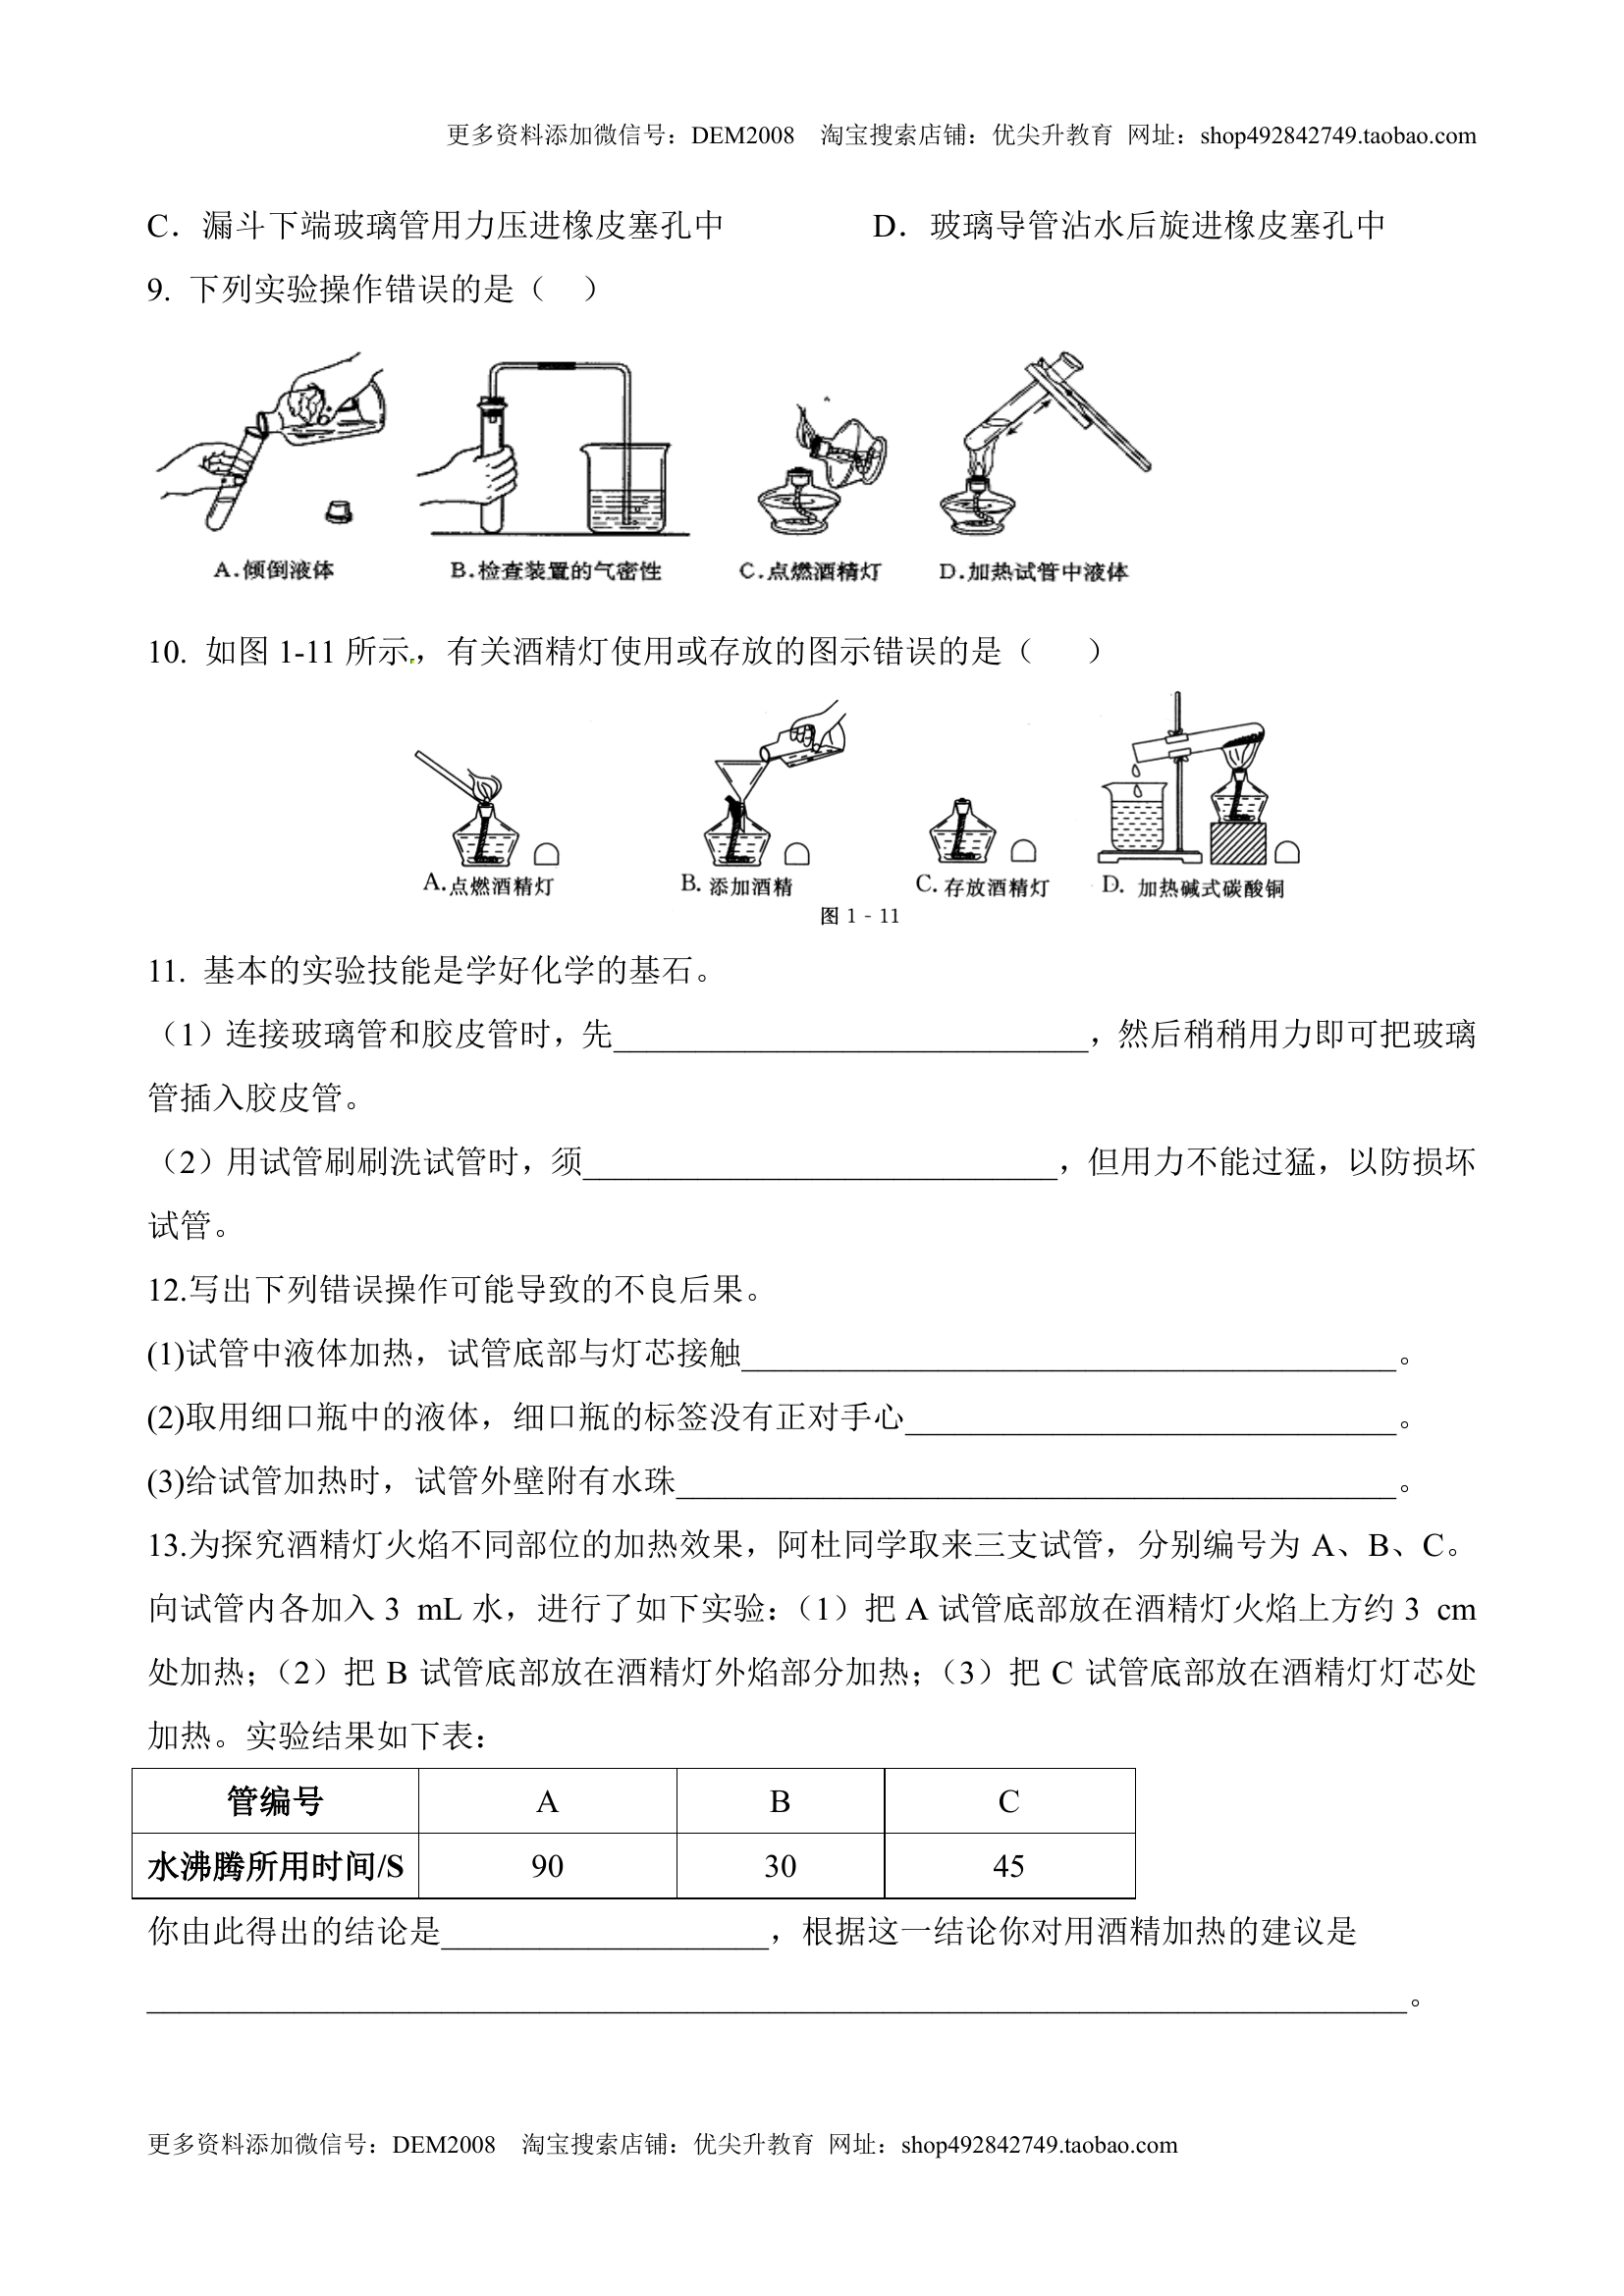 更多资料添加微信号：DEM2008 淘宝搜索店铺：优尖升教育 网址：shop492842749.taobao.com
C．漏斗下端玻璃管用力压进橡皮塞孔中 D．玻璃导管沾水后旋进橡皮塞孔中
9. 下列实验操作错误的是（ ）
A.倾倒液体 B.检查装置的气密性 C.点燃酒精灯 D.加热试管中液体
10. 如图 1-11 所示，有关酒精灯使用或存放的图示错误的是（ ）
A.点燃酒精灯 B. 添加酒精 C. 存放酒精灯 D. 加热碱式碳酸铜
图 1 - 11
11. 基本的实验技能是学好化学的基石。
（1）连接玻璃管和胶皮管时，先_____________________________，然后稍稍用力即可把玻璃
管插入胶皮管。
（2）用试管刷刷洗试管时，须_____________________________，但用力不能过猛，以防损坏
试管。
12.写出下列错误操作可能导致的不良后果。
(1)试管中液体加热，试管底部与灯芯接触________________________________________。
(2)取用细口瓶中的液体，细口瓶的标签没有正对手心______________________________。
(3)给试管加热时，试管外壁附有水珠____________________________________________。
13.为探究酒精灯火焰不同部位的加热效果，阿杜同学取来三支试管，分别编号为 A、B、C。
向试管内各加入 3 mL 水，进行了如下实验：（1）把 A 试管底部放在酒精灯火焰上方约 3 cm
处加热；（2）把 B 试管底部放在酒精灯外焰部分加热；（3）把 C 试管底部放在酒精灯灯芯处
加热。实验结果如下表：
管编号 A B C
水沸腾所用时间/S 90 30 45
你由此得出的结论是____________________，根据这一结论你对用酒精加热的建议是
_____________________________________________________________________________。
更多资料添加微信号：DEM2008 淘宝搜索店铺：优尖升教育 网址：shop492842749.taobao.com